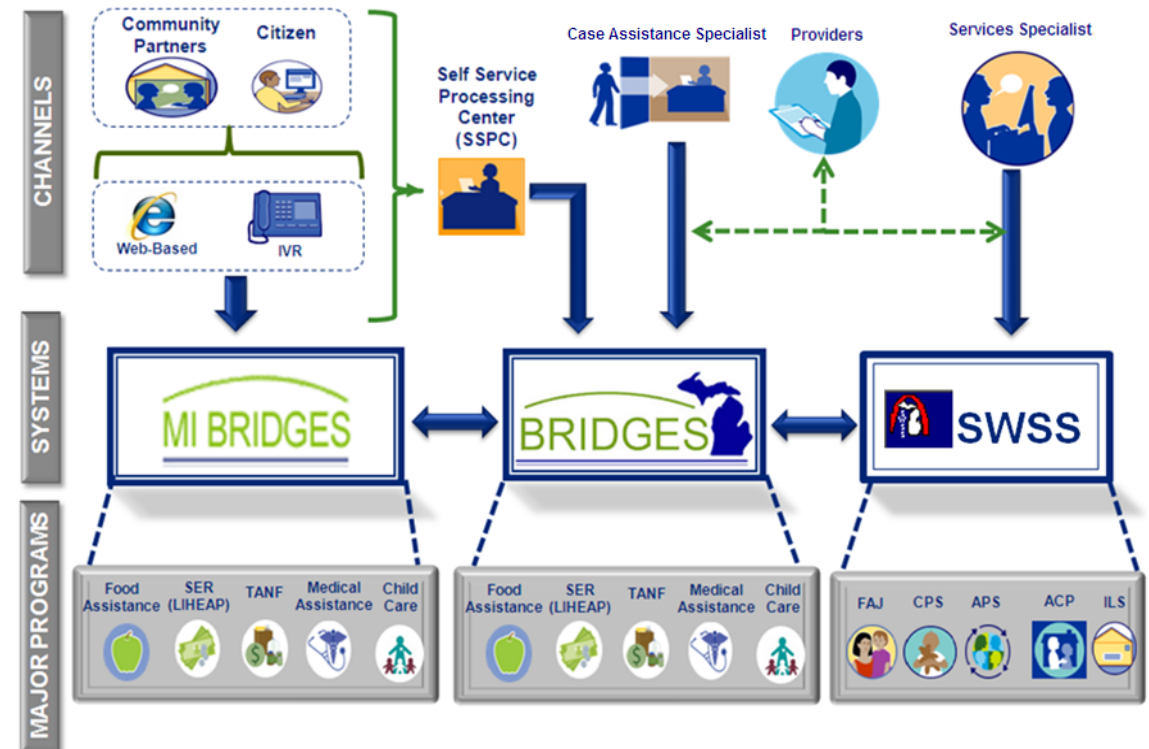 CHANNELS
Community
Partners
Citizen
Web-Based
IVR
Self Service
Processing
Center
(SSPC)
Case Assistance Specialist
Providers
Services Specialist
SYSTEMS
MI BRIDGES
BRIDGES
SWSS
MAJOR PROGRAMS
Food
Assistance
SER
(LIHEAP)
TANF
Medical
Assistance
Child
Care
Food
Assistance
SER
(LIHEAP)
TANF
Medical
Assistance
Child
Care
FAJ
CPS
APS
ACP
ILS